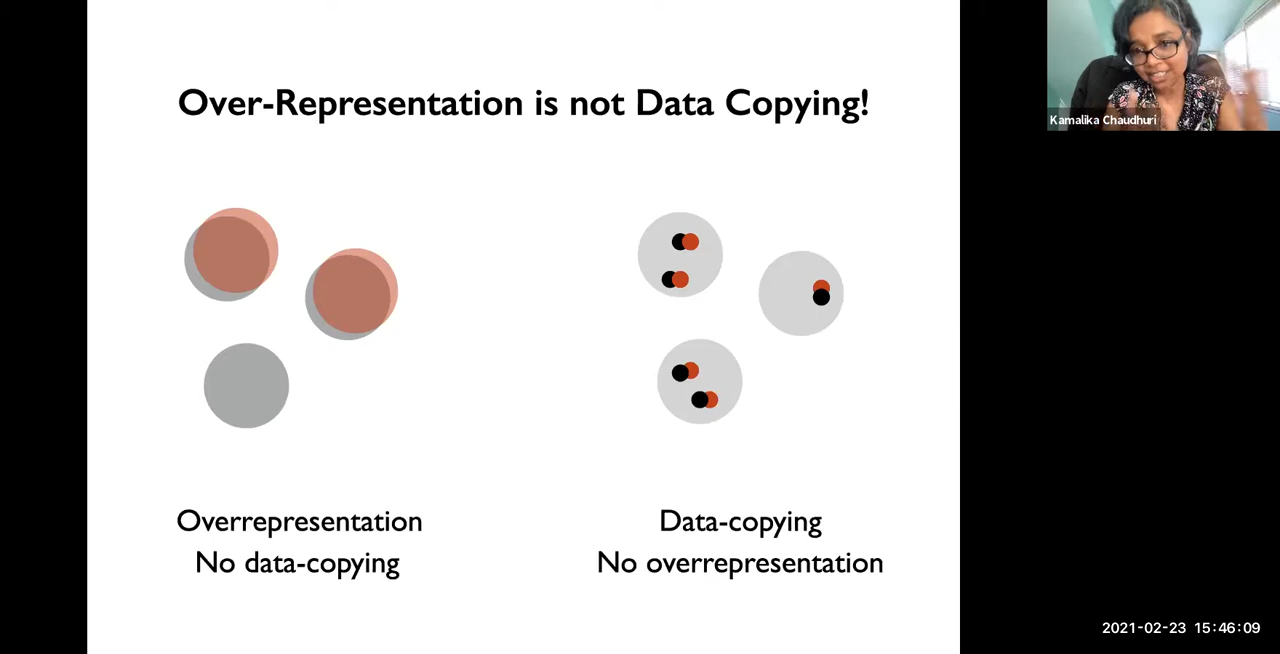 Over-Representation is not Data Copying!
Kamalika Chaudhuri
Overrepresentation
No data-copying
Data-copying
No overrepresentation
2021-02-23 15:46:09